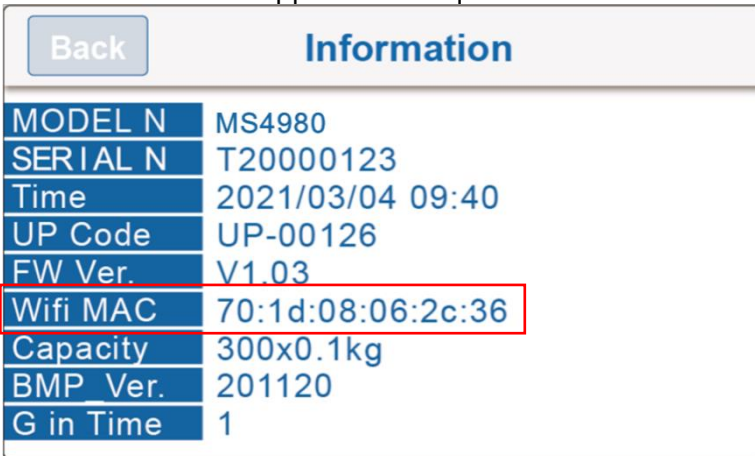 Back Information
MODEL N MS4980
SERIAL N T20000123
Time 2021/03/04 09:40
UP Code UP-00126
FW Ver. V1.03
Wifi MAC 70:1d:08:06:2c:36
Capacity 300x0.1kg
BMP_Ver. 201120
G in Time 1